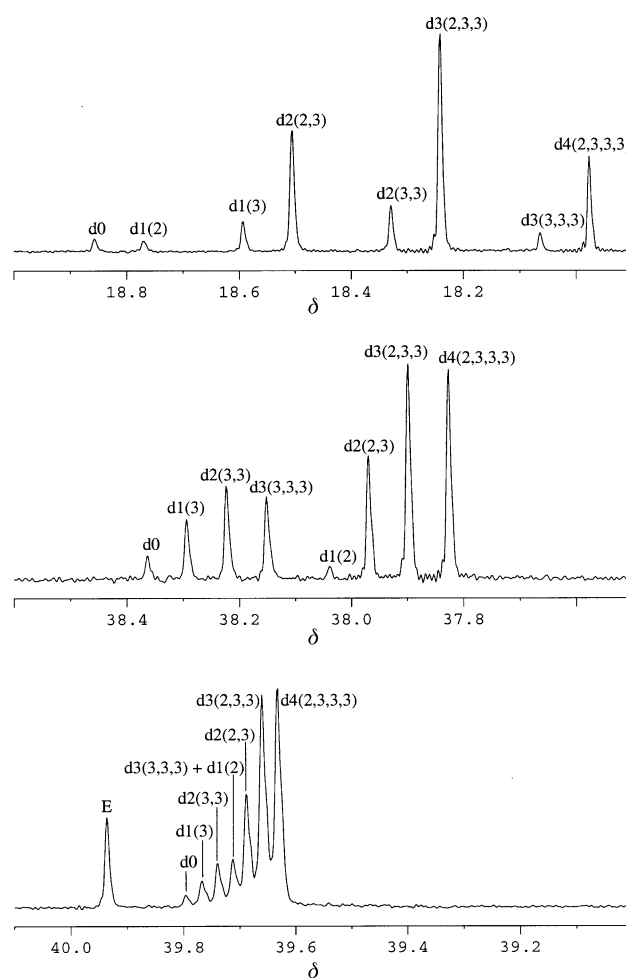 d3(2,3,3)
d2(2,3)
d4(2,3,3,3
d2(3,3)
d1(3)
d0 d1(2) d3(3,3,3)
18.8 18.6 18.4 18.2
δ
d3(2,3,3) d4(2,3,3,3)
d2(2,3)
d2(3,3)
d3(3,3,3)
d1(3)
d0 d1(2)
38.4 38.2 38.0 37.8
δ
d3(2,3,3) d4(2,3,3,3)
d2(2,3)
d3(3,3,3) + d1(2)
E d2(3,3)
d1(3)
d0
40.0 39.8 39.6 39.4 39.2
δ